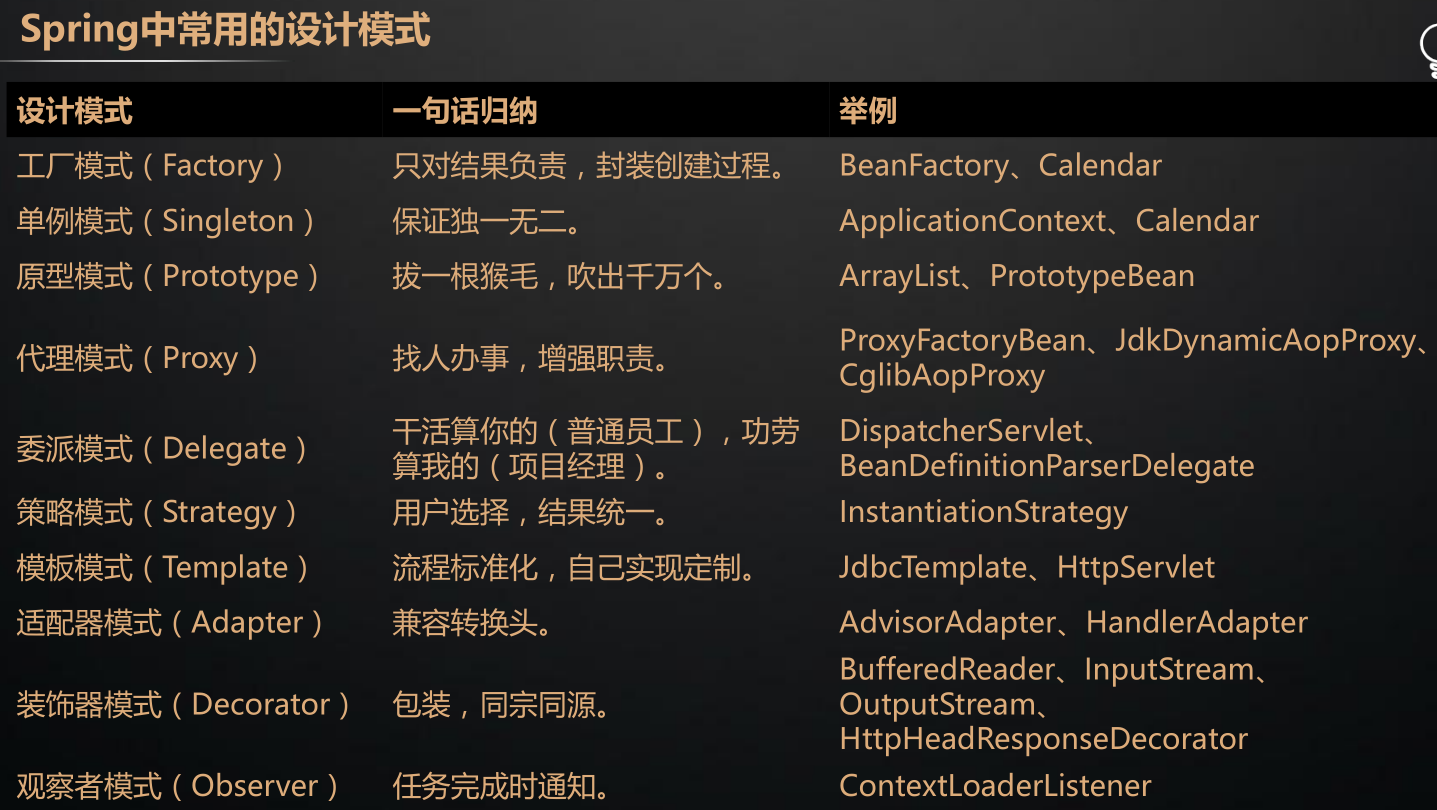 Spring中常用的设计模式
设计模式 一句话归纳 举例
工厂模式（Factory） 只对结果负责，封装创建过程。 BeanFactory、Calendar
单例模式（Singleton） 保证独一无二。 ApplicationContext、Calendar
原型模式（Prototype） 拔一根猴毛，吹出千万个。 ArrayList、PrototypeBean
代理模式（Proxy） 找人办事，增强职责。 ProxyFactoryBean、JdkDynamicAopProxy、
CglibAopProxy
委派模式（Delegate） 干活算你的（普通员工），功劳
算我的（项目经理）。 DispatcherServlet、
BeanDefinitionParserDelegate
策略模式（Strategy） 用户选择，结果统一。 InstantiationStrategy
模板模式（Template） 流程标准化，自己实现定制。 JdbcTemplate、HttpServlet
适配器模式（Adapter） 兼容转换头。 AdvisorAdapter、HandlerAdapter
装饰器模式（Decorator） 包装，同宗同源。 BufferedReader、InputStream、
OutputStream、
HttpHeadResponseDecorator
观察者模式（Observer） 任务完成时通知。 ContextLoaderListener